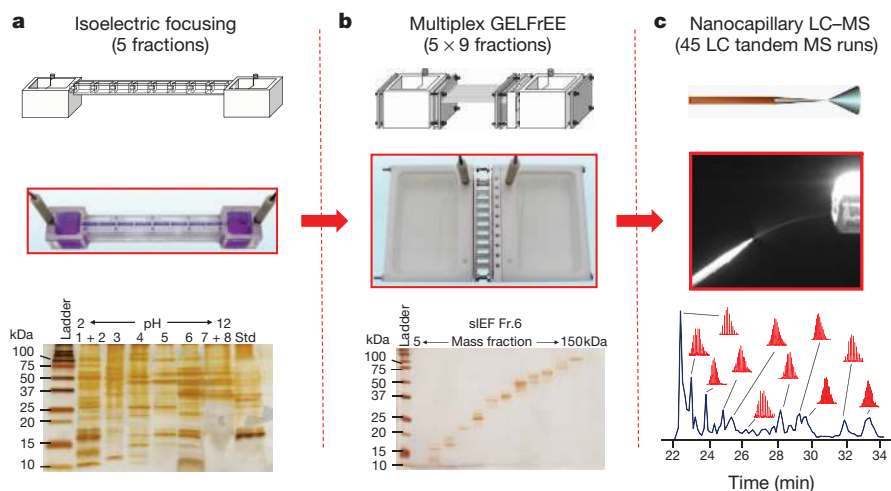 a
Isoelectric focusing
(5 fractions)
b
Multiplex GELFrEE
(5 × 9 fractions)
c
Nanocapillary LC–MS
(45 LC tandem MS runs)
Ladder
2 pH 12
kDa 1 + 2 3 4 5 6 7 + 8 Std
100
75
50
37
25
20
15
10
Ladder
sIEF Fr.6
kDa 5 Mass fraction 150 kDa
100
75
50
37
25
20
15
10
22 24 26 28 30 32 34
Time (min)